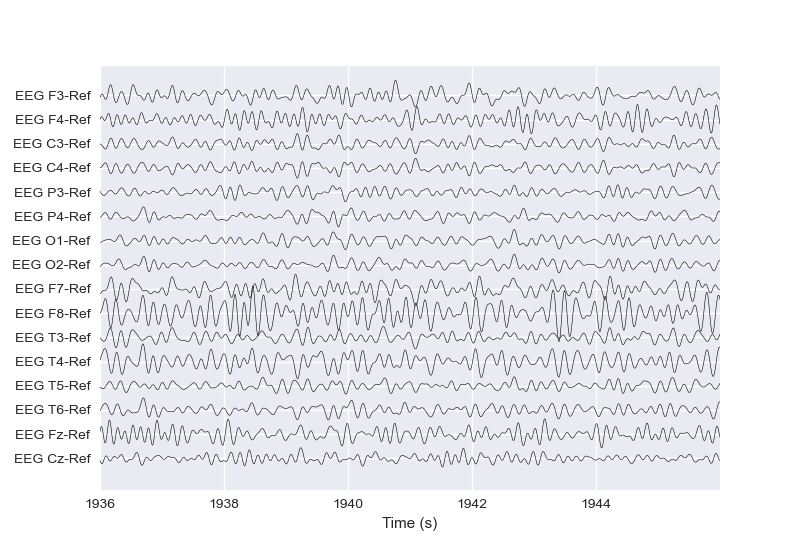 EEG F3-Ref
EEG F4-Ref
EEG C3-Ref
EEG C4-Ref
EEG P3-Ref
EEG P4-Ref
EEG O1-Ref
EEG O2-Ref
EEG F7-Ref
EEG F8-Ref
EEG T3-Ref
EEG T4-Ref
EEG T5-Ref
EEG T6-Ref
EEG Fz-Ref
EEG Cz-Ref
1936 1938 1940 1942 1944
Time (s)